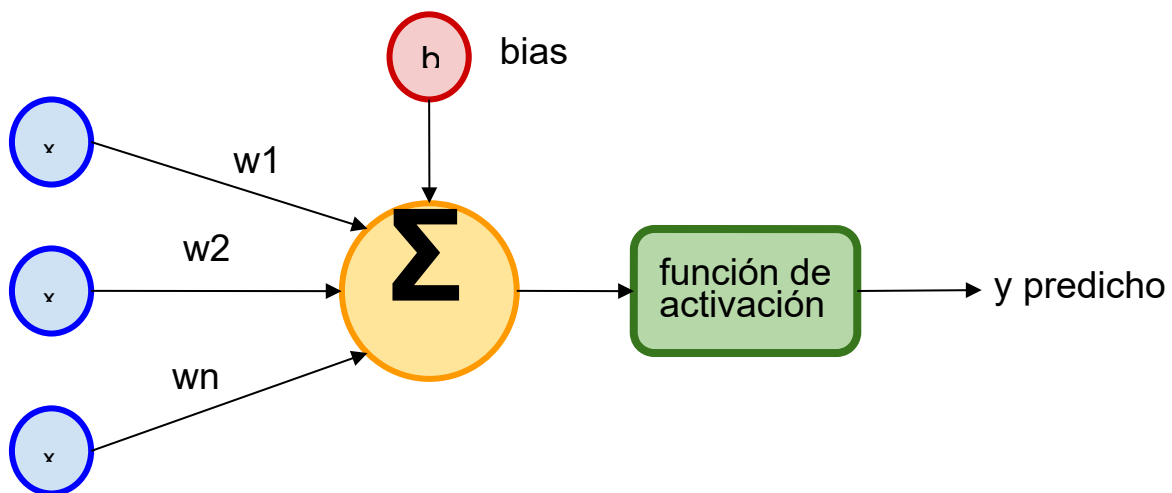 b
bias
x
w1
x
w2
Σ
función de
activación
y predicho
wn
x